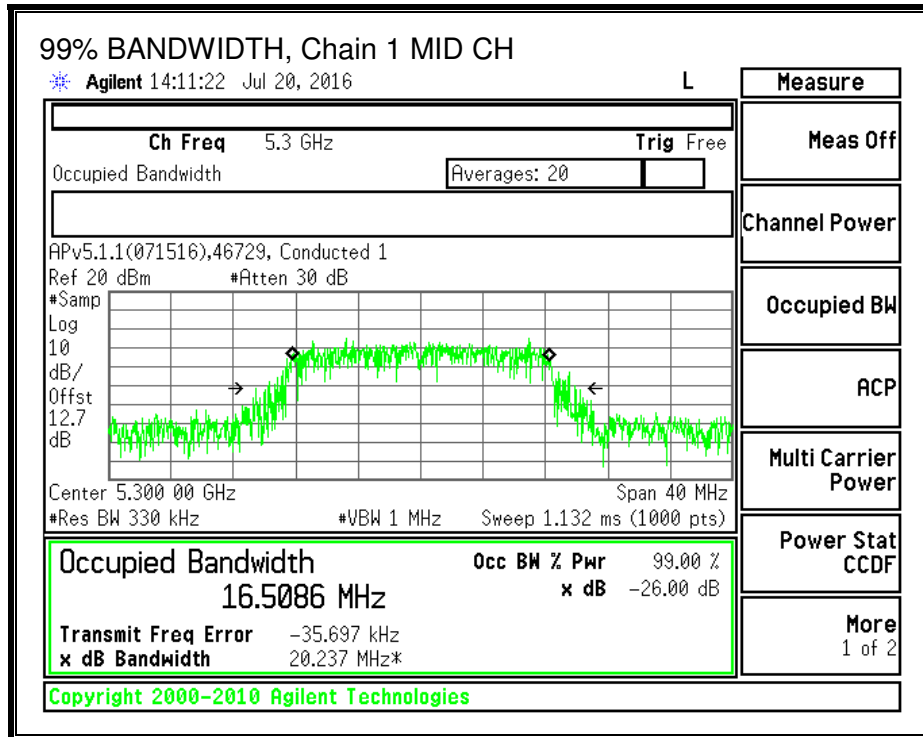 99% BANDWIDTH, Chain 1 MID CH
Agilent 14:11:22 Jul 20, 2016 L
Measure
Ch Freq 5.3 GHz Trig Free
Meas Off
Occupied Bandwidth Averages: 20
Channel Power
APv5.1.1(071516),46729, Conducted 1
Ref 20 dBm #Atten 30 dB
#Samp
Log
10
dB/
Offst
12.7
dB
Occupied BW
ACP
Multi Carrier
Power
Center 5.300 00 GHz Span 40 MHz
#Res BW 330 kHz #VBW 1 MHz Sweep 1.132 ms (1000 pts)
Power Stat
CCDF
Occupied Bandwidth Occ BW % Pwr 99.00 %
16.5086 MHz x dB -26.00 dB
Transmit Freq Error -35.697 kHz
x dB Bandwidth 20.237 MHz*
More
1 of 2
Copyright 2000-2010 Agilent Technologies